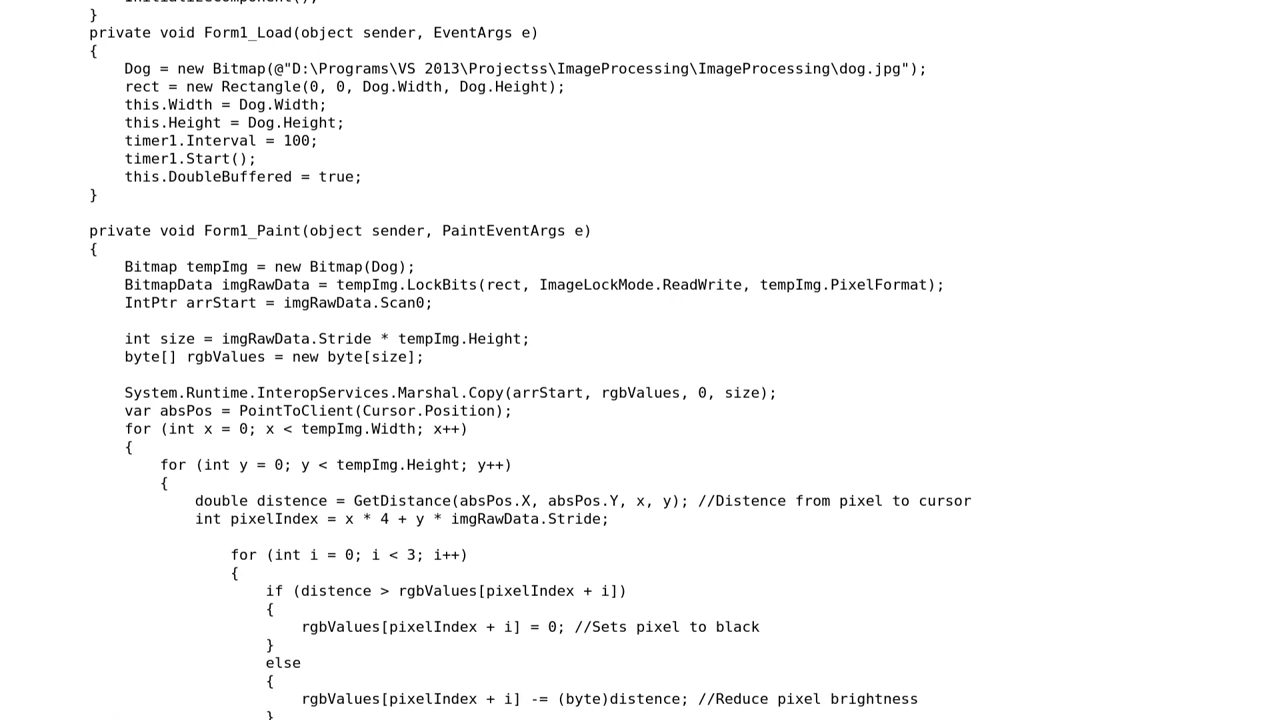 InitializeComponent();
}
private void Form1_Load(object sender, EventArgs e)
{
Dog = new Bitmap(@"D:\Programs\VS 2013\Projectss\ImageProcessing\ImageProcessing\dog.jpg");
rect = new Rectangle(0, 0, Dog.Width, Dog.Height);
this.Width = Dog.Width;
this.Height = Dog.Height;
timer1.Interval = 100;
timer1.Start();
this.DoubleBuffered = true;
}
private void Form1_Paint(object sender, PaintEventArgs e)
{
Bitmap tempImg = new Bitmap(Dog);
BitmapData imgRawData = tempImg.LockBits(rect, ImageLockMode.ReadWrite, tempImg.PixelFormat);
IntPtr arrStart = imgRawData.Scan0;
int size = imgRawData.Stride * tempImg.Height;
byte[] rgbValues = new byte[size];
System.Runtime.InteropServices.Marshal.Copy(arrStart, rgbValues, 0, size);
var absPos = PointToClient(Cursor.Position);
for (int x = 0; x < tempImg.Width; x++)
{
for (int y = 0; y < tempImg.Height; y++)
{
double distence = GetDistance(absPos.X, absPos.Y, x, y); //Distence from pixel to cursor
int pixelIndex = x * 4 + y * imgRawData.Stride;
for (int i = 0; i < 3; i++)
{
if (distence > rgbValues[pixelIndex + i])
{
rgbValues[pixelIndex + i] = 0; //Sets pixel to black
}
else
{
rgbValues[pixelIndex + i] -= (byte)distence; //Reduce pixel brightness
}